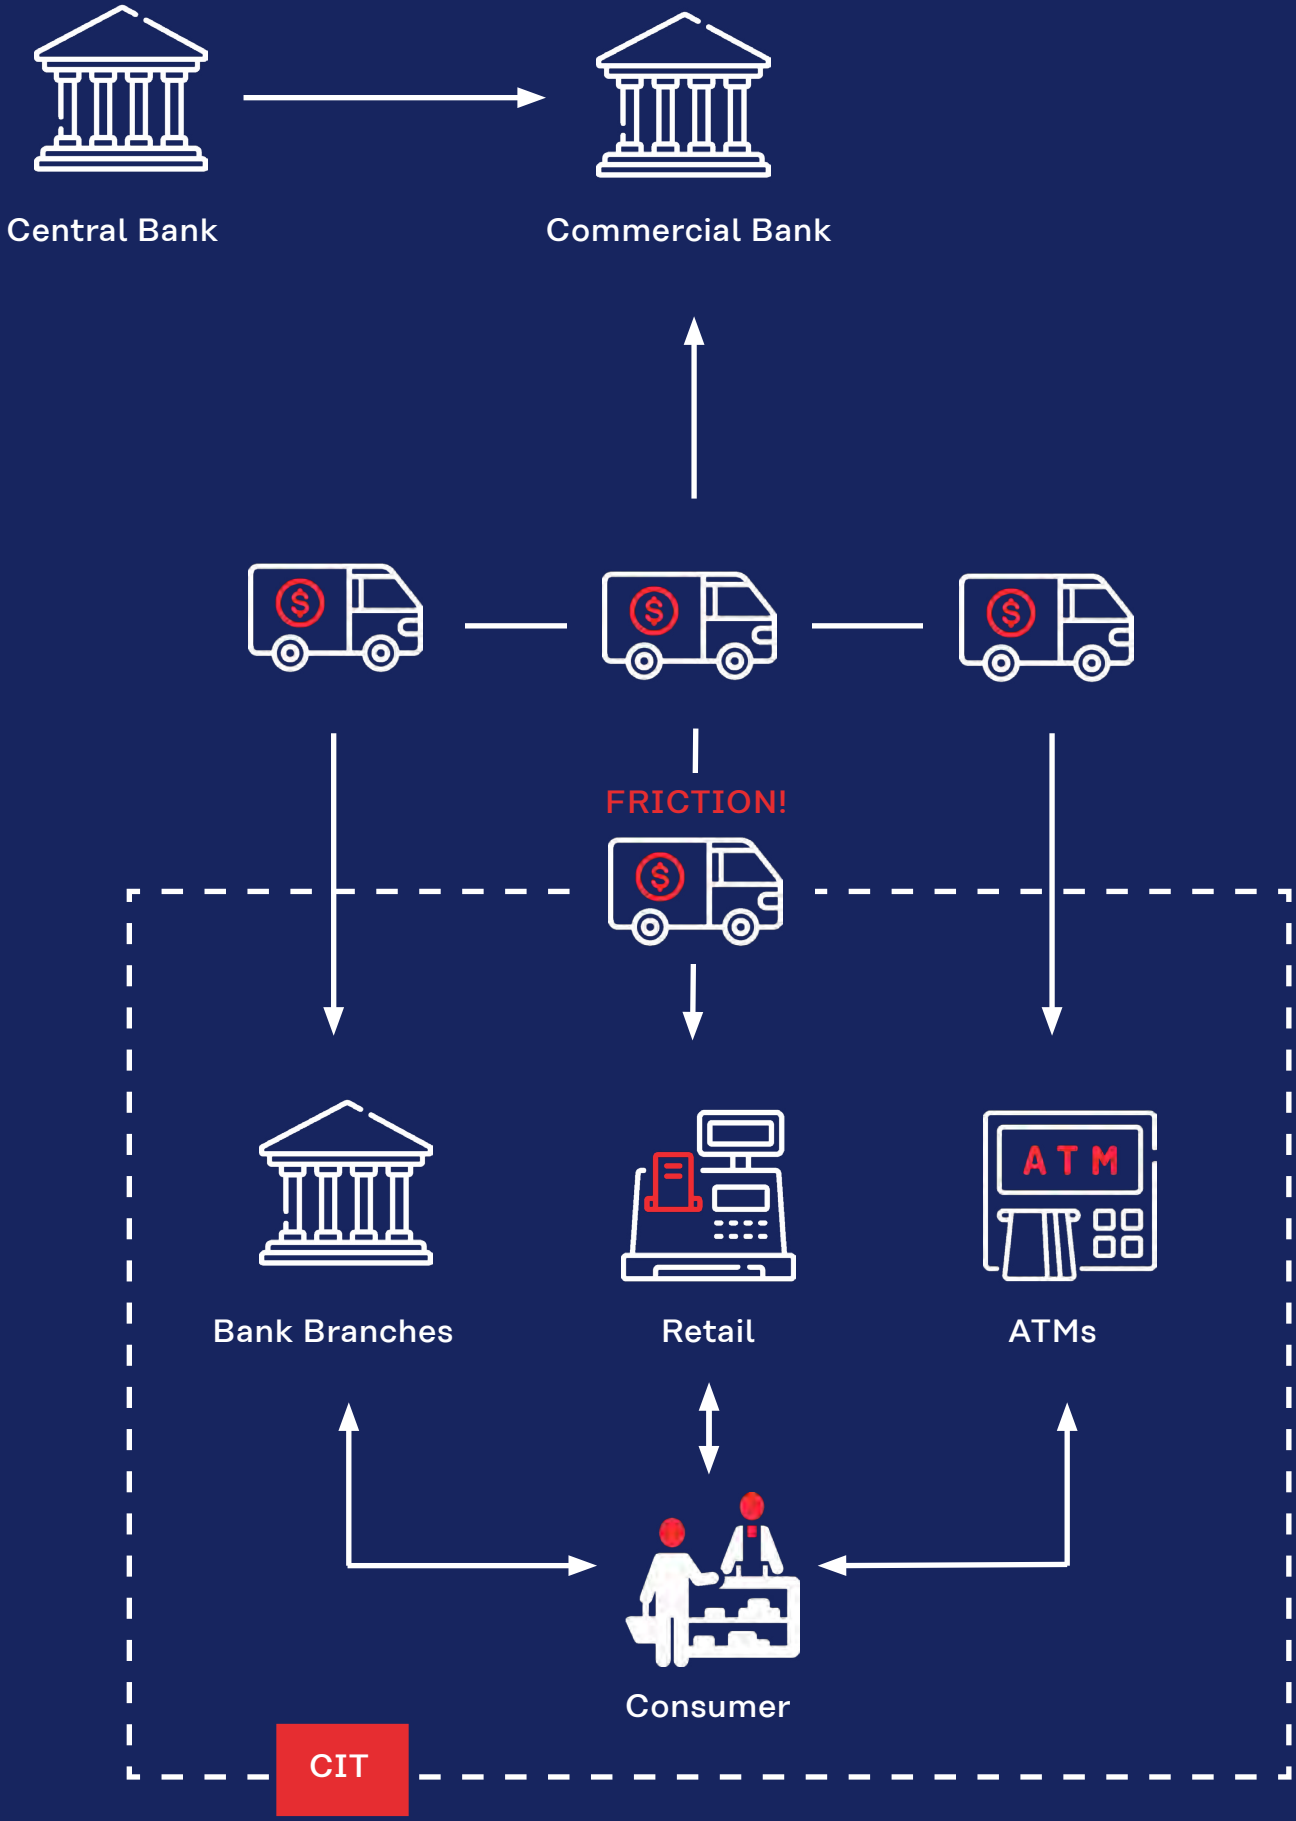 Central Bank
Commercial Bank
$
$
$
FRICTION!
$
ATM
Bank Branches
Retail
ATMs
Consumer
CIT